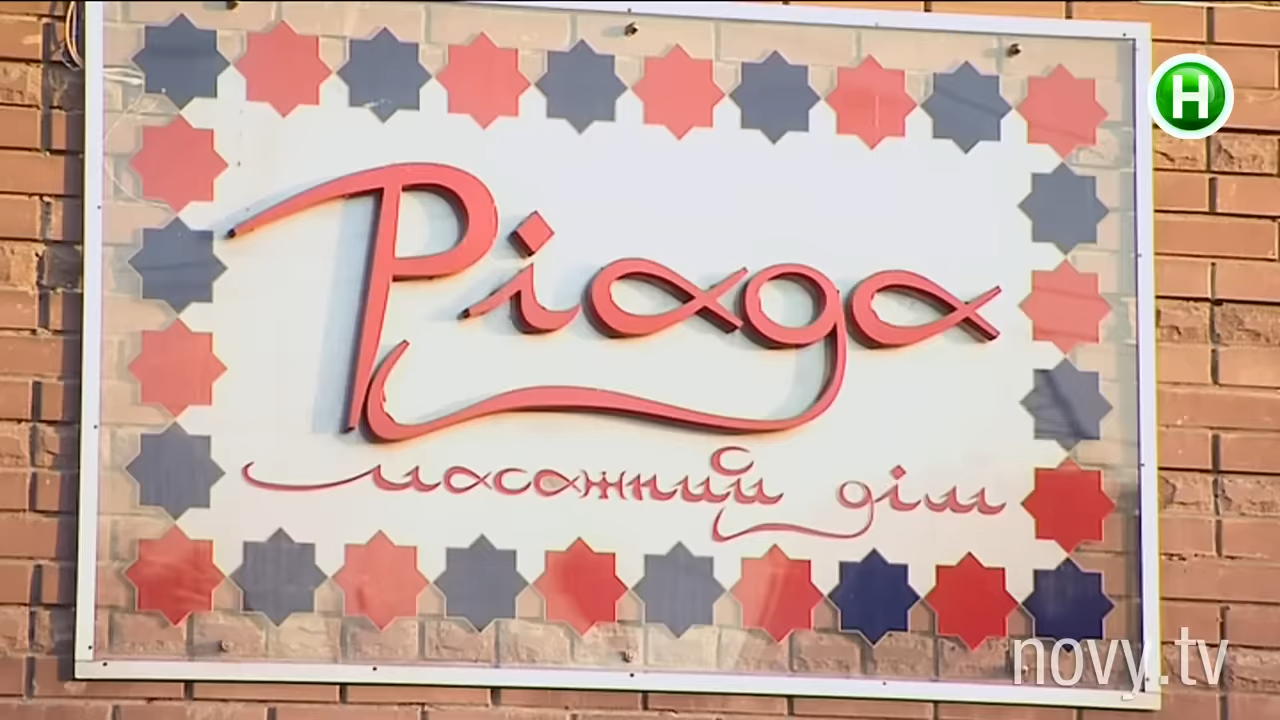 Н
Ріада
масажний дім
novy.tv